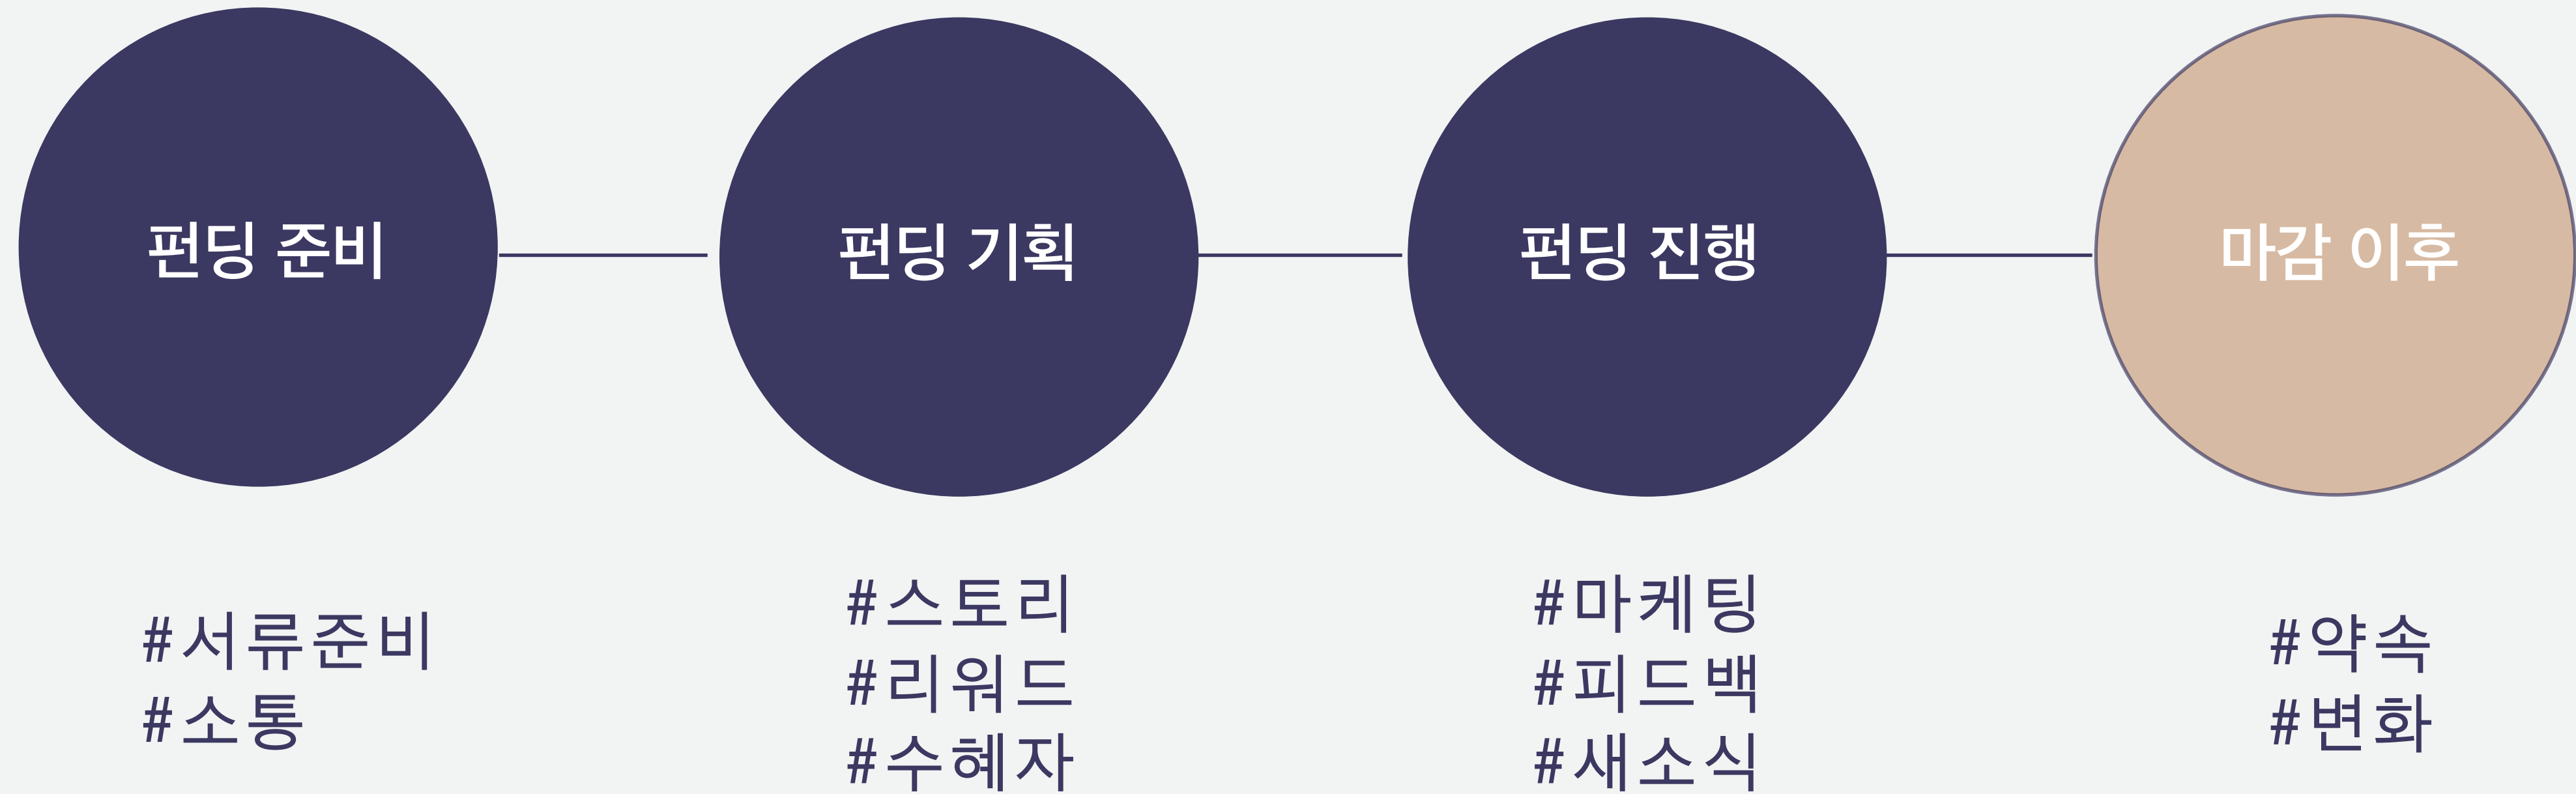 펀딩 준비
펀딩 기획
펀딩 진행
마감 이후
#서류준비
#소통
#스토리
#리워드
#수혜자
#마케팅
#피드백
#새소식
#약속
#변화